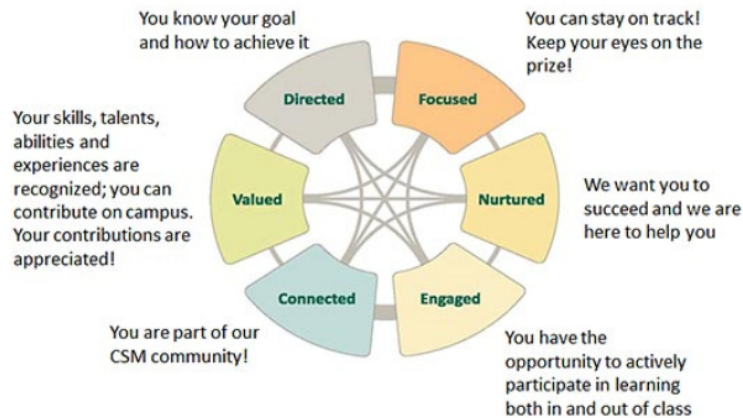 You know your goal
and how to achieve it
You can stay on track!
Keep your eyes on the
prize!
Directed
Focused
Your skills, talents,
abilities and
experiences are
recognized; you can
contribute on campus.
Your contributions are
appreciated!
Valued
Nurtured
We want you to
succeed and we are
here to help you
Connected
Engaged
You are part of our
CSM community!
You have the
opportunity to actively
participate in learning
both in and out of class